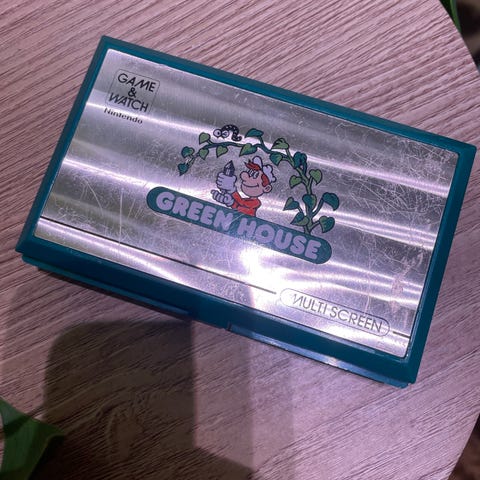 GAME
&
WATCH
Nintendo
GREEN HOUSE
MULTI SCREEN